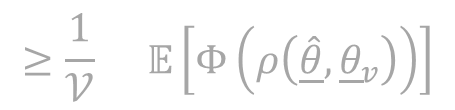 ≥ 1/𝒱 𝔼[Φ(ρ(θ̂, θ̲_v))]